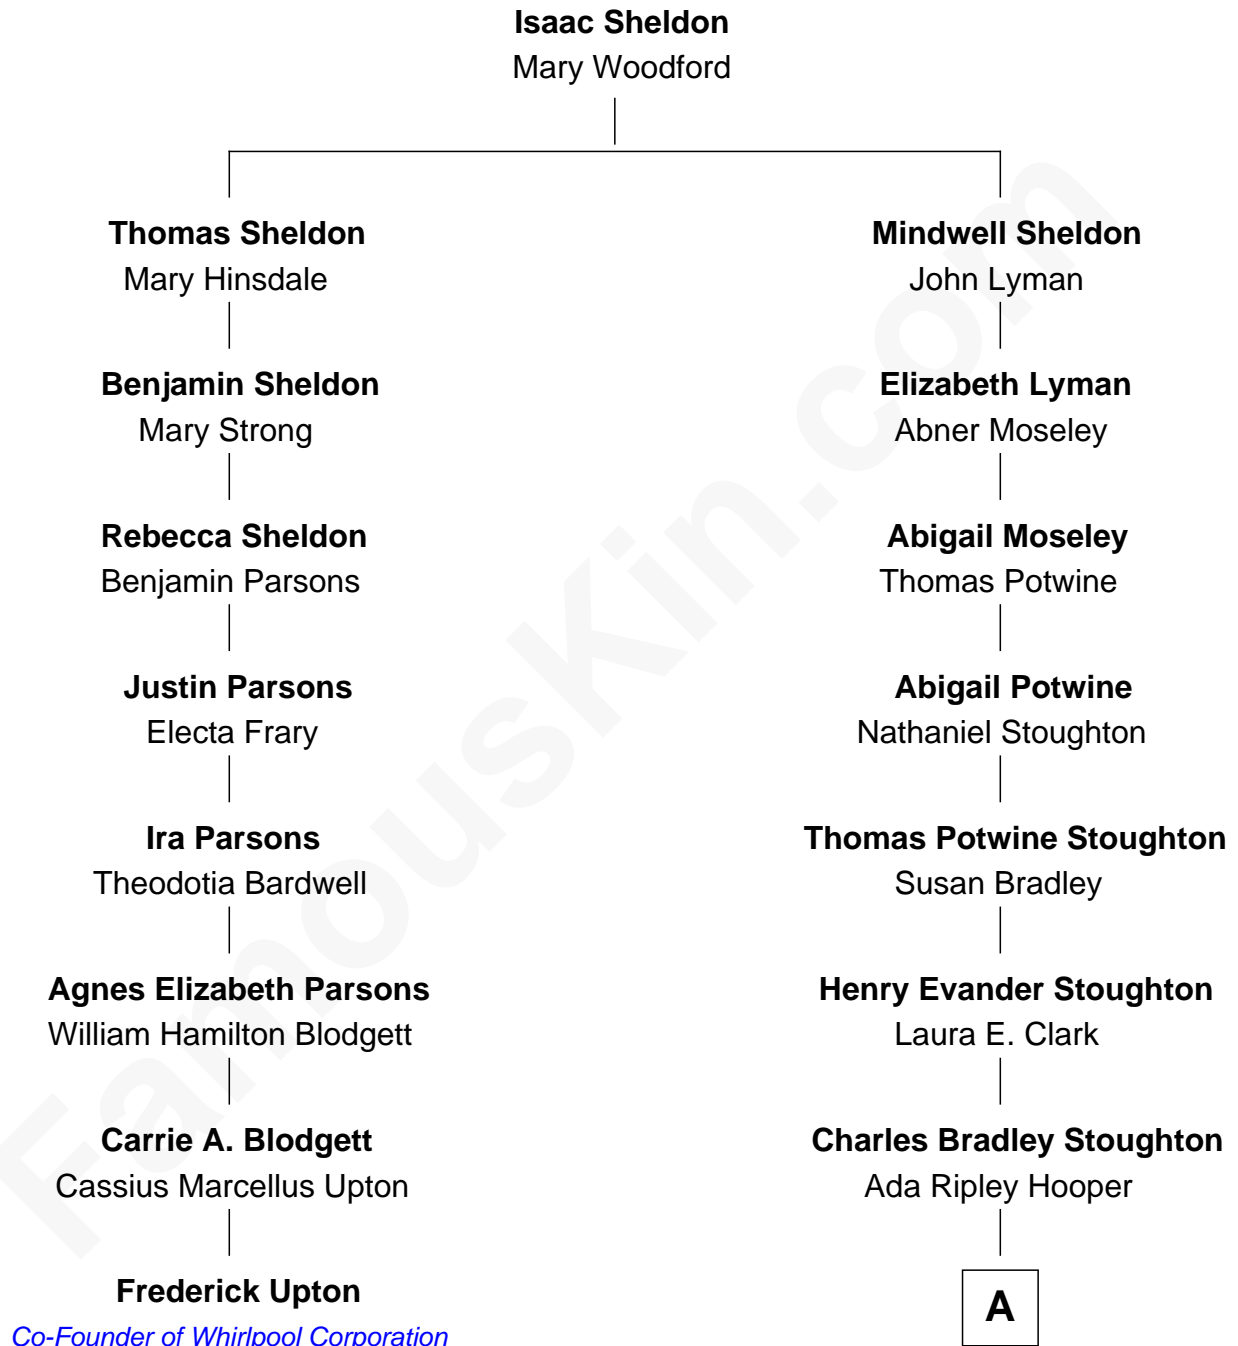 Isaac Sheldon
Mary Woodford
Thomas Sheldon
Mary Hinsdale
Benjamin Sheldon
Mary Strong
Rebecca Sheldon
Benjamin Parsons
Justin Parsons
Electa Frary
Ira Parsons
Theodotia Bardwell
Agnes Elizabeth Parsons
William Hamilton Blodgett
Carrie A. Blodgett
Cassius Marcellus Upton
Frederick Upton
Co-Founder of Whirlpool Corporation
Mindwell Sheldon
John Lyman
Elizabeth Lyman
Abner Moseley
Abigail Moseley
Thomas Potwine
Abigail Potwine
Nathaniel Stoughton
Thomas Potwine Stoughton
Susan Bradley
Henry Evander Stoughton
Laura E. Clark
Charles Bradley Stoughton
Ada Ripley Hooper
A
FamousKin.com